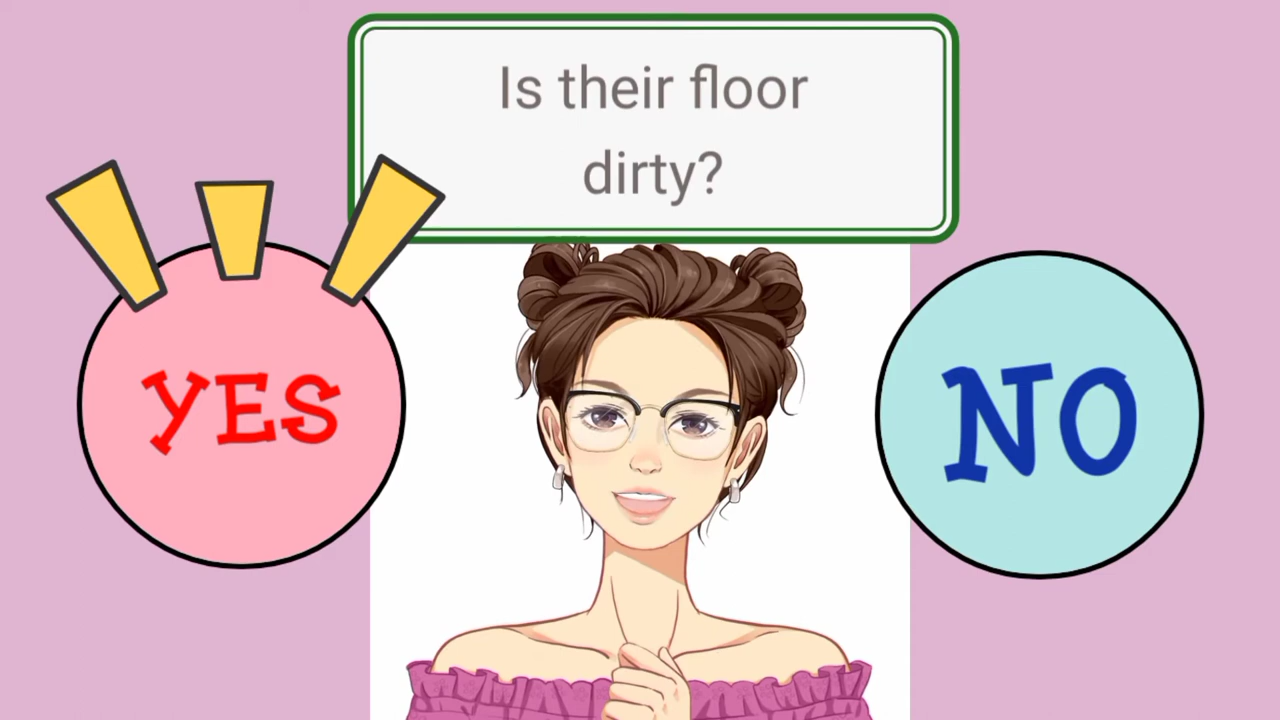 Is their floor
dirty?
YES
NO